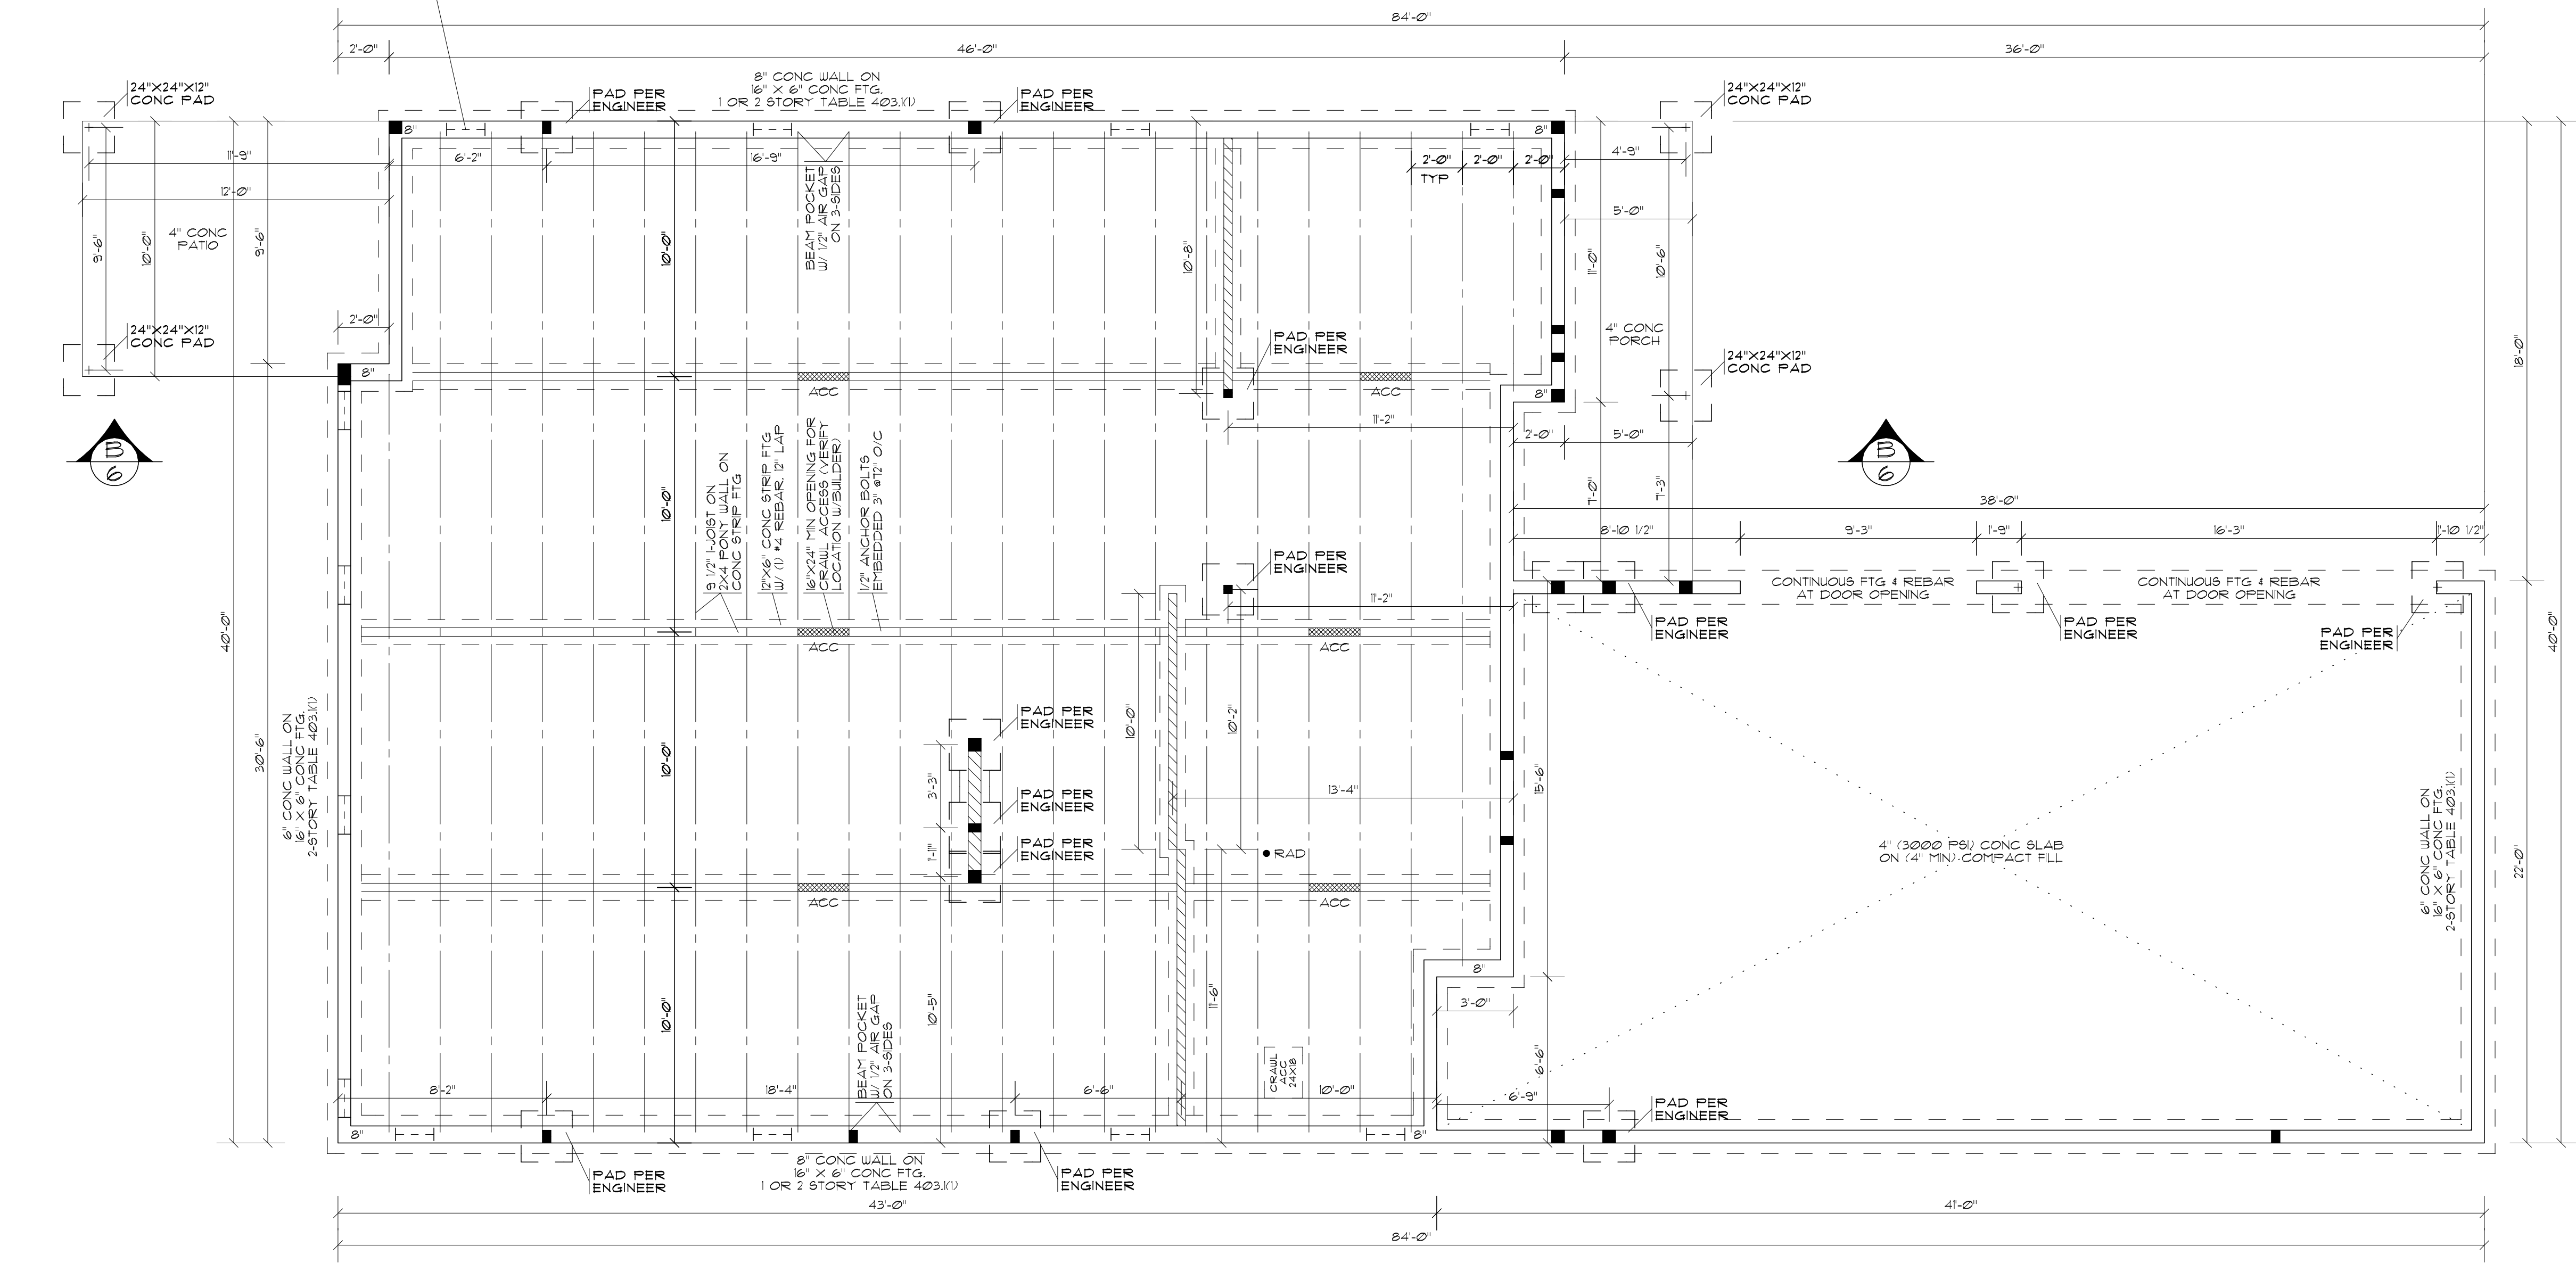 84'-0"
2'-0"
46'-0"
36'-0"
24"X24"X12"
CONC PAD
PAD PER
ENGINEER
8" CONC WALL ON
16" X 6" CONC FTG.
1 OR 2 STORY TABLE 403.1(1)
PAD PER
ENGINEER
24"X24"X12"
CONC PAD
8"
8"
11'-9"
6'-2"
16'-9"
2'-0"
2'-0"
2'-0"
TYP
4'-9"
12'-0"
5'-0"
BEAM POCKET
W/ 1/2" AIR GAP
ON 3-SIDES
4" CONC
PATIO
9'-6"
10'-0"
9'-6"
10'-0"
10'-8"
11'-0"
10'-6"
18'-0"
2'-0"
24"X24"X12"
CONC PAD
4" CONC
PORCH
PAD PER
ENGINEER
24"X24"X12"
CONC PAD
8"
8"
ACC
ACC
11'-2"
2'-0"
5'-0"
B
6
B
6
9 1/2" I-JOIST ON
2X4 PONY WALL ON
CONC STRIP FTG
12"X6" CONC STRIP FTG
W/ (1) #4 REBAR. 12" LAP
16"X24" MIN OPENING FOR
CRAWL ACCESS (VERIFY
LOCATION W/BUILDER)
1/2" ANCHOR BOLTS
EMBEDDED 3" @72" O/C
10'-0"
7'-0"
7'-3"
38'-0"
8'-10 1/2"
9'-3"
1'-9"
16'-3"
1'-10 1/2"
PAD PER
ENGINEER
CONTINUOUS FTG & REBAR
AT DOOR OPENING
CONTINUOUS FTG & REBAR
AT DOOR OPENING
11'-2"
PAD PER
ENGINEER
PAD PER
ENGINEER
PAD PER
ENGINEER
40'-0"
40'-0"
ACC
ACC
6" CONC WALL ON
16" X 6" CONC FTG.
2-STORY TABLE 403.1(1)
30'-6"
10'-0"
PAD PER
ENGINEER
10'-0"
10'-2"
3'-3"
PAD PER
ENGINEER
13'-4"
15'-6"
1'-11"
PAD PER
ENGINEER
RAD
4" (3000 PSI) CONC SLAB
ON (4" MIN) COMPACT FILL
6" CONC WALL ON
16" X 6" CONC FTG.
2-STORY TABLE 403.1(1)
22'-0"
ACC
ACC
8"
3'-0"
10'-0"
BEAM POCKET
W/ 1/2" AIR GAP
ON 3-SIDES
10'-5"
11'-6"
CRAWL
ACC
24X18
6'-6"
8'-2"
18'-4"
6'-6"
10'-0"
6'-9"
PAD PER
ENGINEER
8"
8"
8" CONC WALL ON
16" X 6" CONC FTG.
1 OR 2 STORY TABLE 403.1(1)
PAD PER
ENGINEER
PAD PER
ENGINEER
43'-0"
41'-0"
84'-0"